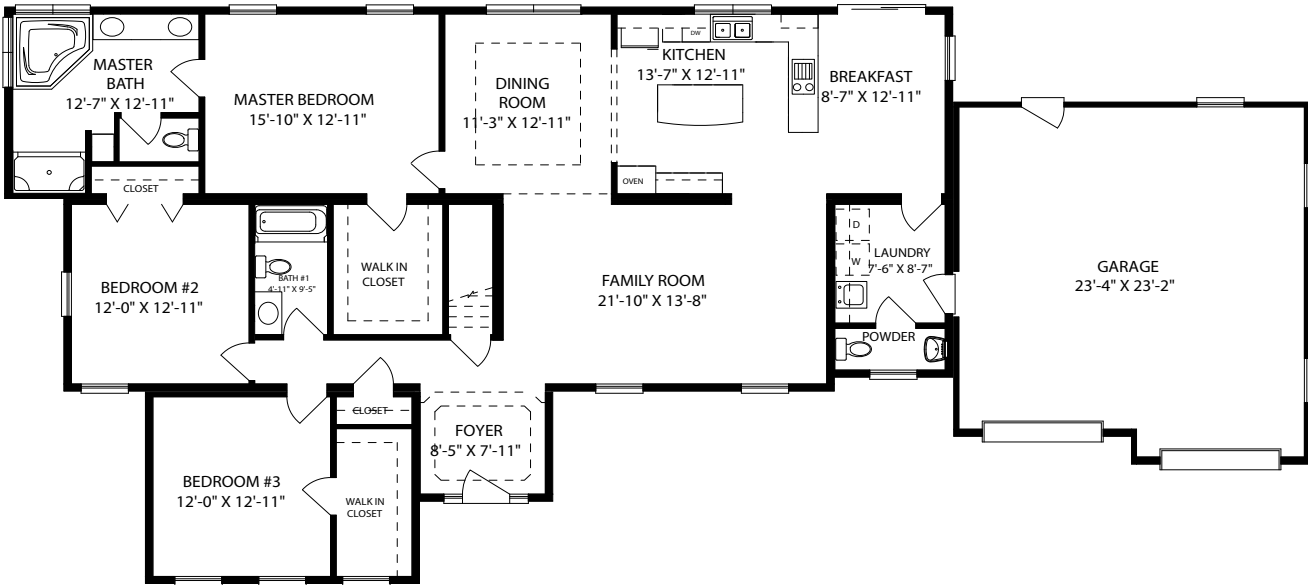 MASTER
BATH
12'-7" X 12'-11"
MASTER BEDROOM
15'-10" X 12'-11"
DINING
ROOM
11'-3" X 12'-11"
DW
KITCHEN
13'-7" X 12'-11"
BREAKFAST
8'-7" X 12'-11"
OVEN
CLOSET
BEDROOM #2
12'-0" X 12'-11"
BATH #1
4'-11" X 9'-5"
WALK IN
CLOSET
FAMILY ROOM
21'-10" X 13'-8"
D
W
LAUNDRY
7'-6" X 8'-7"
POWDER
GARAGE
23'-4" X 23'-2"
CLOSET
FOYER
8'-5" X 7'-11"
BEDROOM #3
12'-0" X 12'-11"
WALK IN
CLOSET